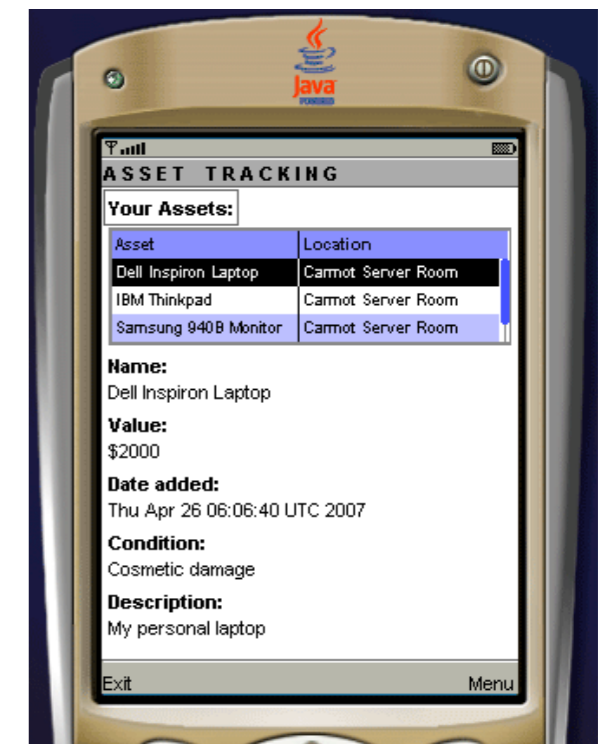 Java
POWERED
ASSET TRACKING
Your Assets:
Asset Location
Dell Inspiron Laptop Carmot Server Room
IBM Thinkpad Carmot Server Room
Samsung 940B Monitor Carmot Server Room
Name:
Dell Inspiron Laptop
Value:
$2000
Date added:
Thu Apr 26 06:06:40 UTC 2007
Condition:
Cosmetic damage
Description:
My personal laptop
Exit Menu